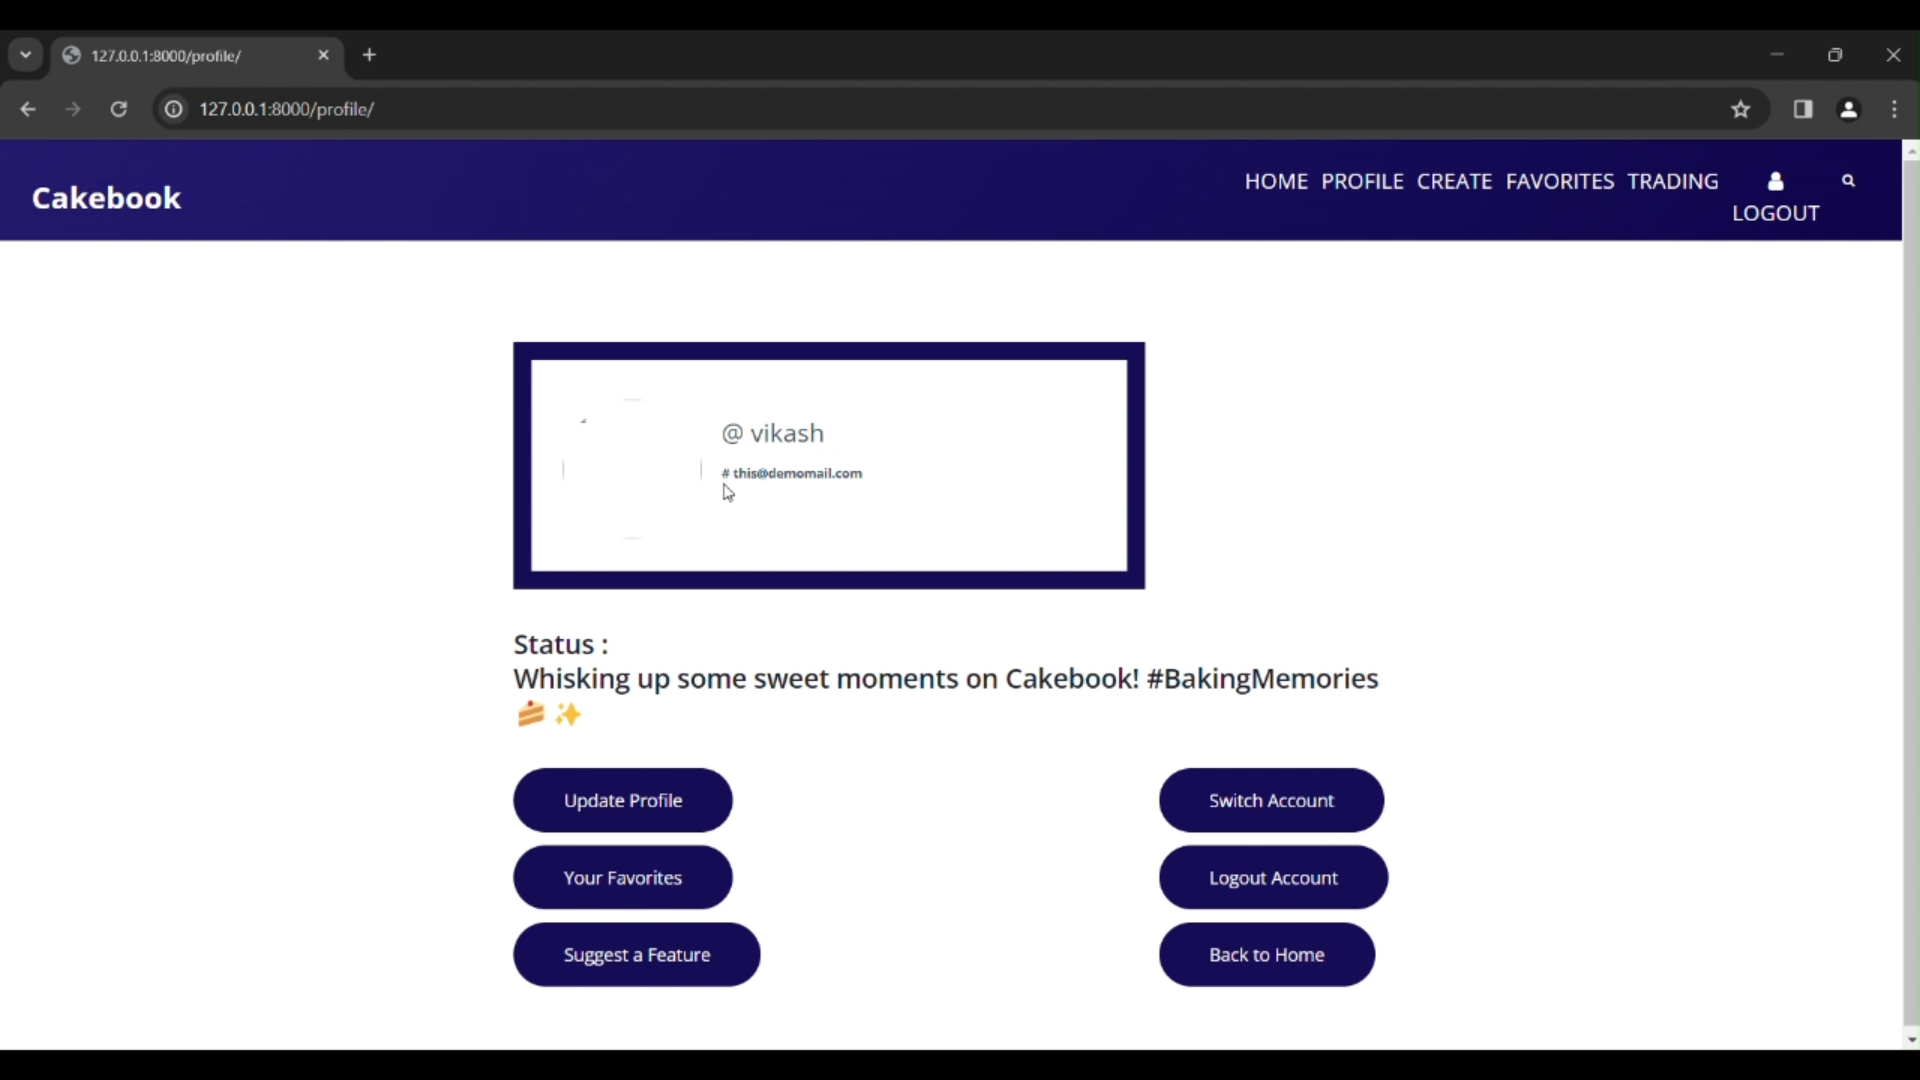 127.0.0.1:8000/profile/
127.0.0.1:8000/profile/
Cakebook
HOME PROFILE CREATE FAVORITES TRADING
LOGOUT
@ vikash
# this@demomail.com
Status :
Whisking up some sweet moments on Cakebook! #BakingMemories
🍰 ✨
Update Profile
Switch Account
Your Favorites
Logout Account
Suggest a Feature
Back to Home